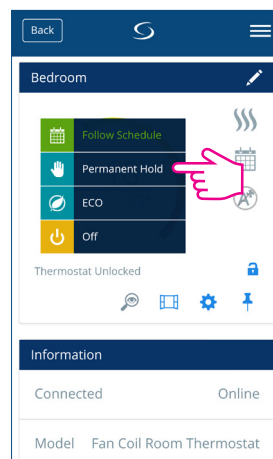 Back
Bedroom
Follow Schedule
Permanent Hold
ECO
Off
A+
Thermostat Unlocked
Information
Connected Online
Model Fan Coil Room Thermostat